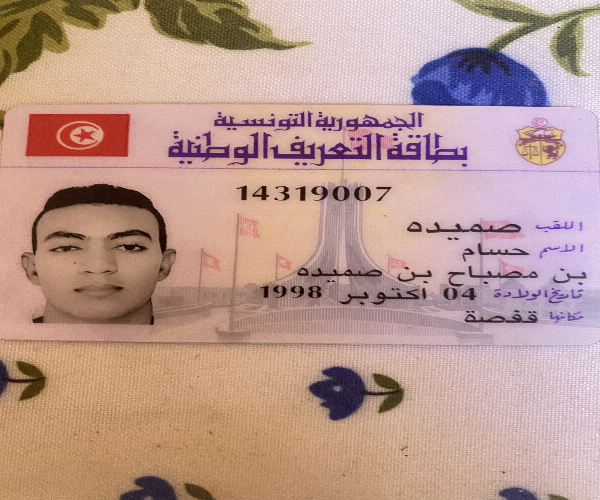 الجمهورية التونسية
بطاقة التعريف الوطنية
14319007
اللقب صميده
الاسم حسام
بن مصباح بن صميده
تاريخ الولادة 04 اكتوبر 1998
مكانها قفصة